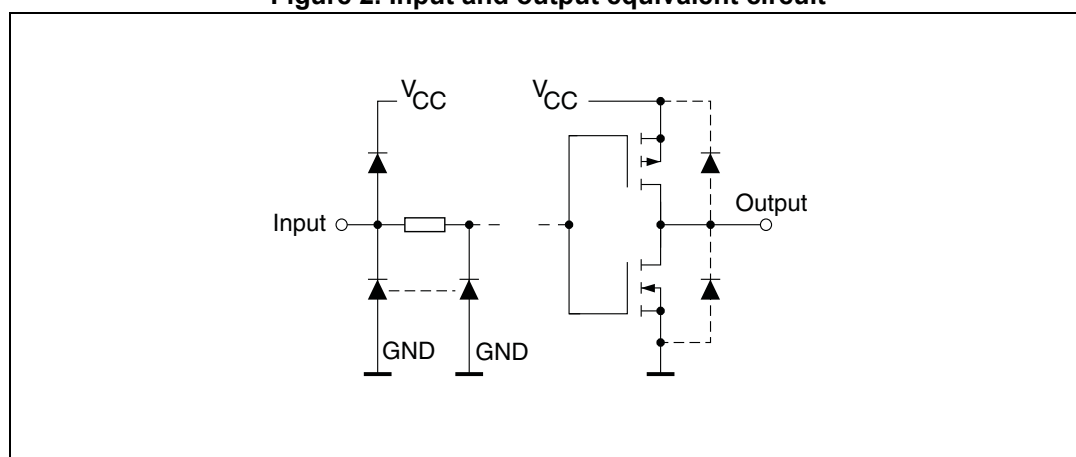 Figure 2. Input and output equivalent circuit
VCC
VCC
Input
Output
GND
GND